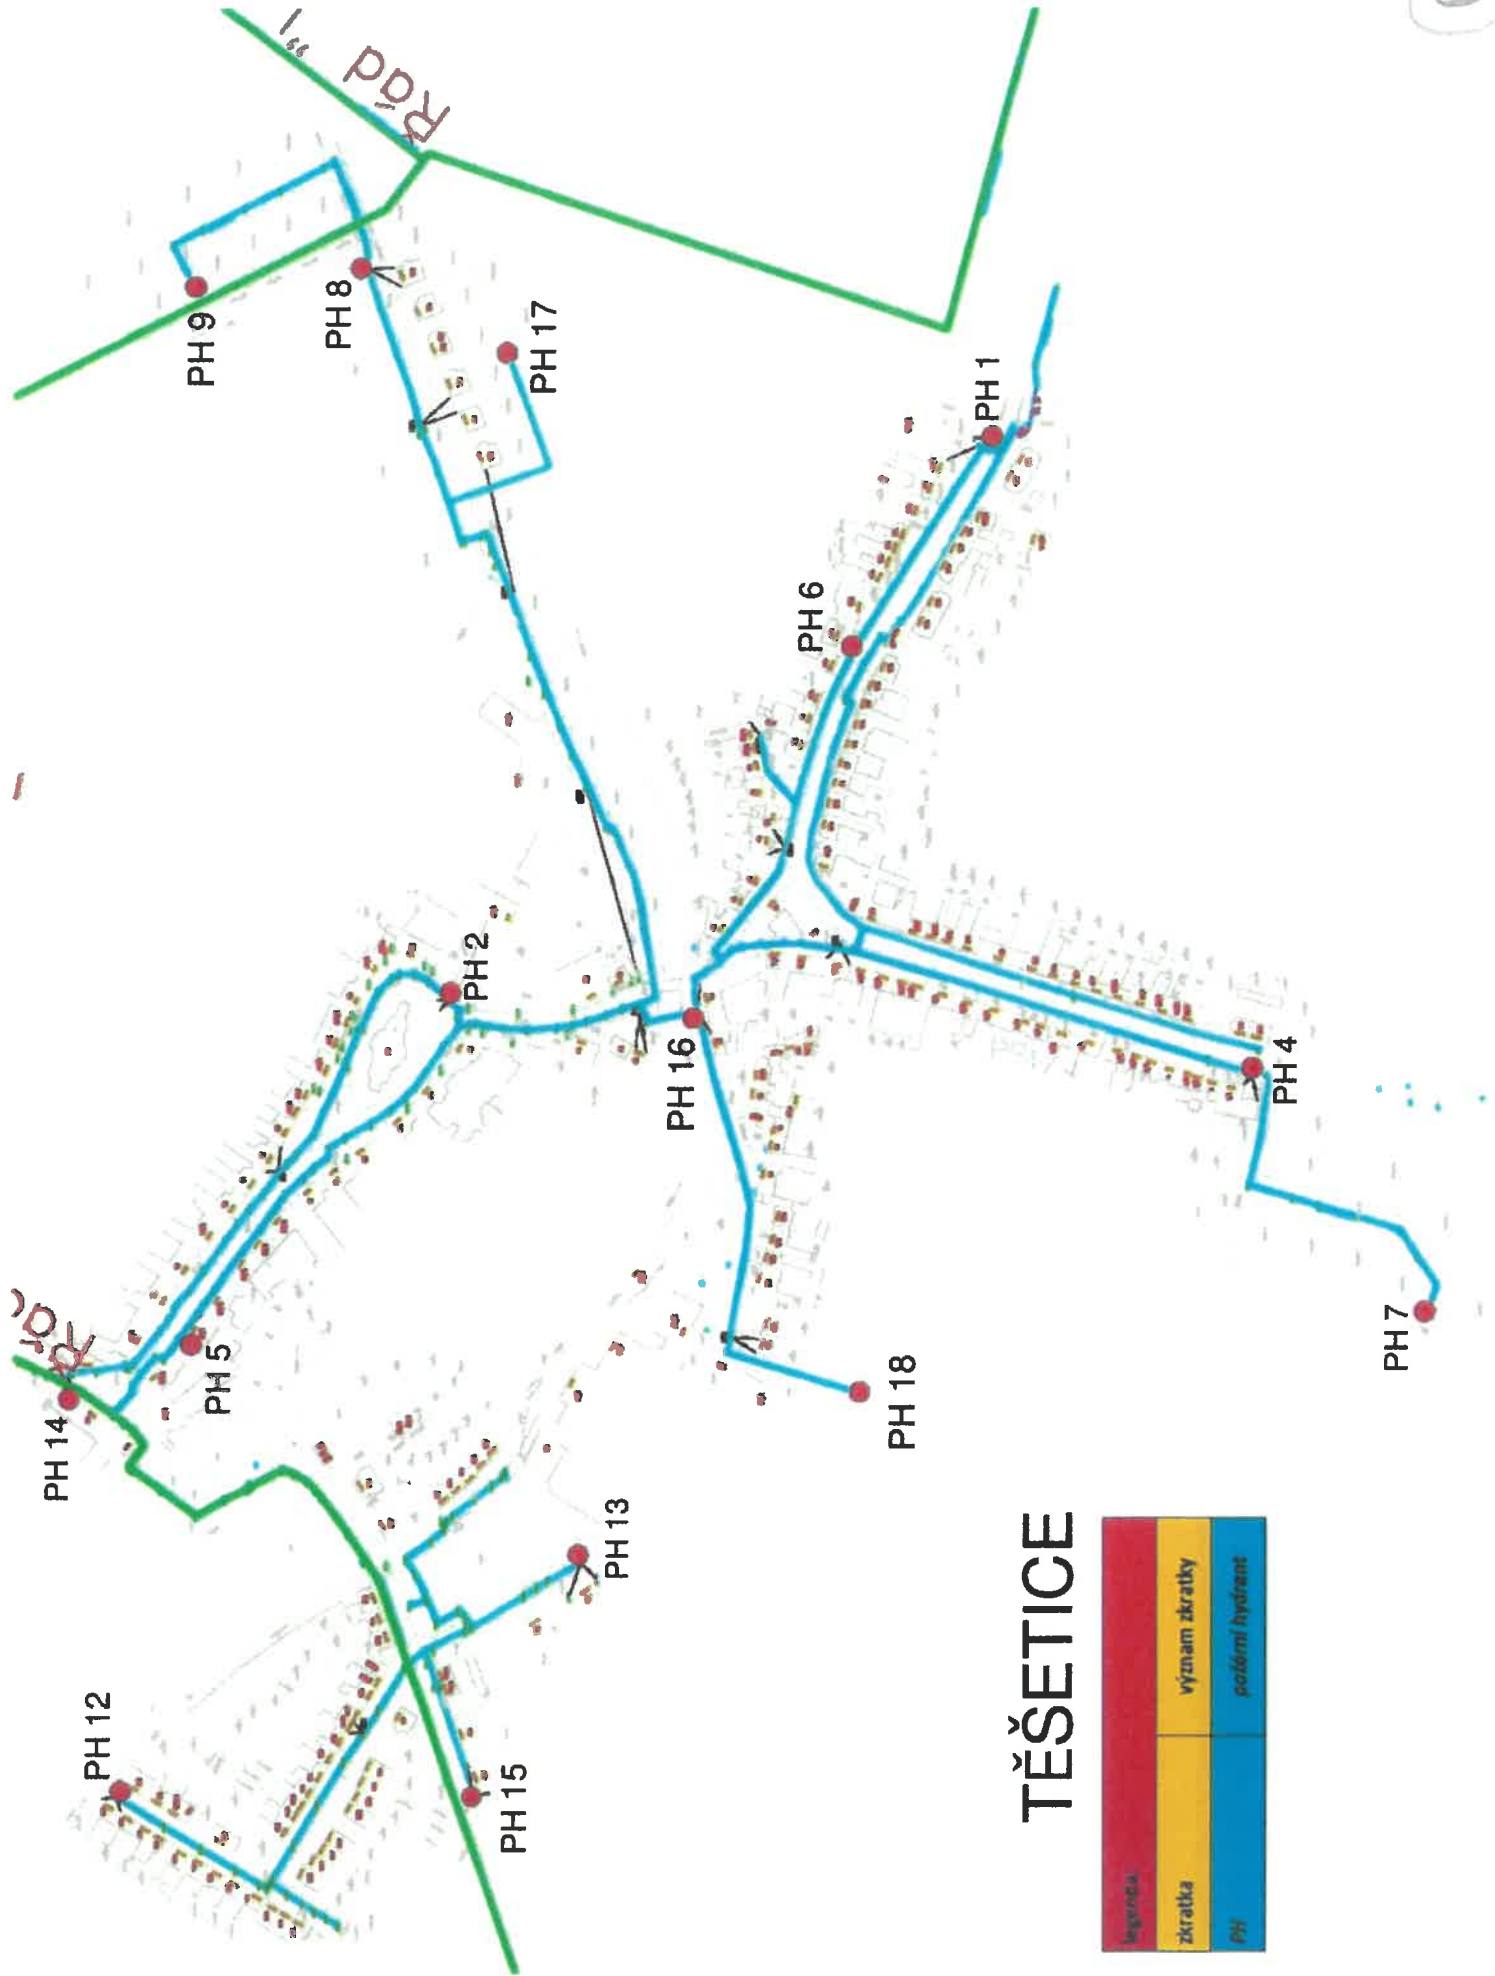 Řad "I
Řad
PH 12
PH 14
PH 5
PH 9
PH 8
PH 15
PH 13
PH 2
PH 17
PH 16
PH 18
PH 6
PH 1
PH 7
PH 4
TĚŠETICE
legenda:
zkratka význam zkratky
PH požární hydrant